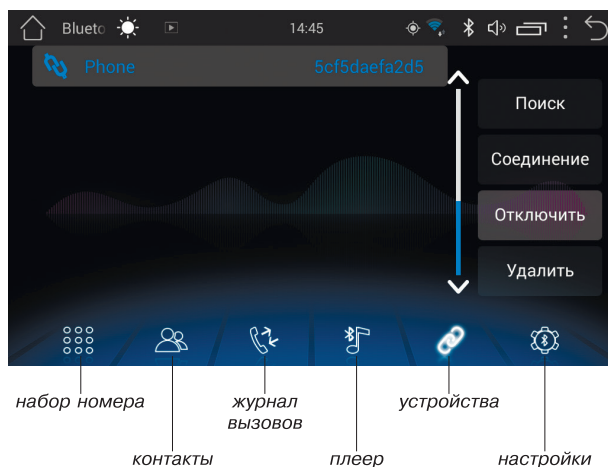 Blueto 14:45
Phone 5cf5daefa2d5
Поиск
Соединение
Отключить
Удалить
набор номера
контакты
журнал
вызовов
плеер
устройства
настройки